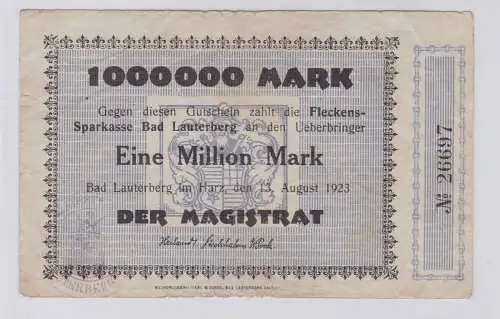 1000000 MARK
Gegen diesen Gutschein zahlt die Fleckens-
Sparkasse Bad Lauterberg an den Ueberbringer
Eine Million Mark
Bad Lauterberg im Harz, den 13. August 1923
DER MAGISTRAT
№ 26697